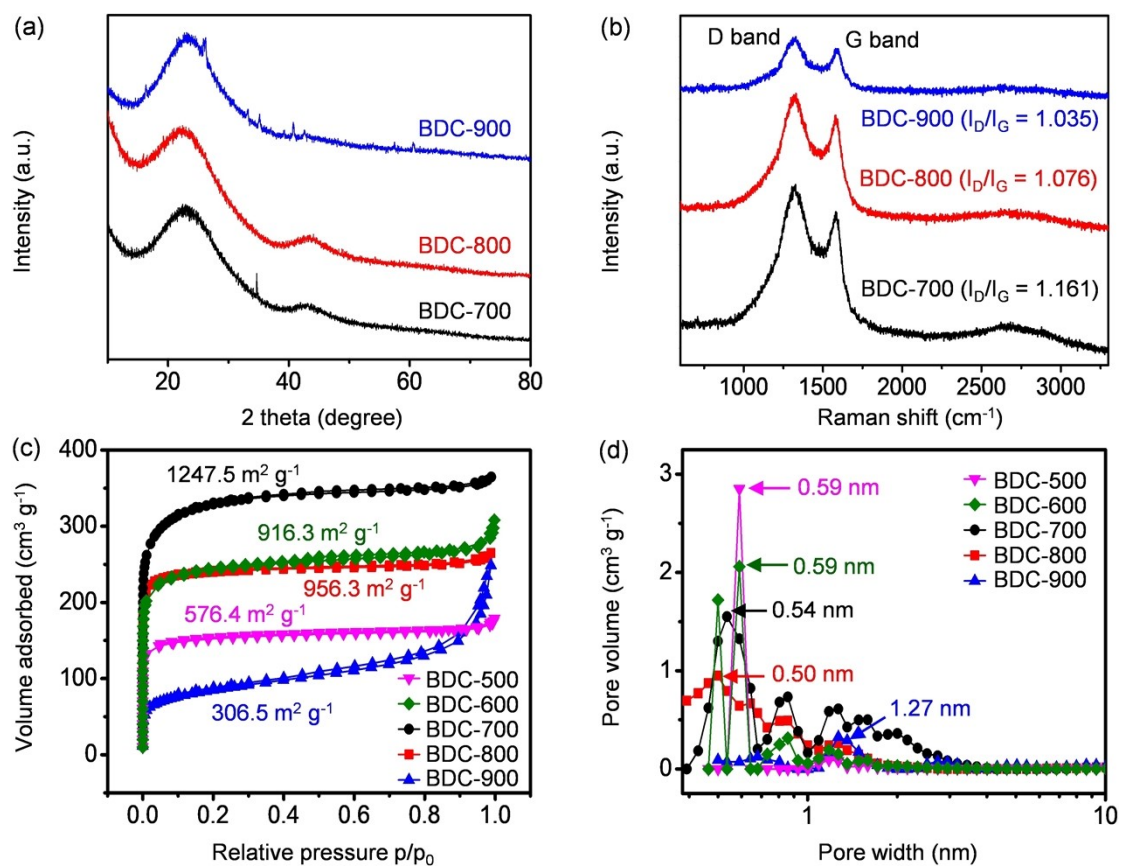 (a)
Intensity (a.u.)
BDC-900
BDC-800
BDC-700
20
40
60
80
2 theta (degree)
(b)
Intensity (a.u.)
D band
G band
BDC-900 (I_D/I_G = 1.035)
BDC-800 (I_D/I_G = 1.076)
BDC-700 (I_D/I_G = 1.161)
1000
1500
2000
2500
3000
Raman shift (cm⁻¹)
(c)
Volume adsorbed (cm³ g⁻¹)
400
300
200
100
0
1247.5 m² g⁻¹
916.3 m² g⁻¹
956.3 m² g⁻¹
576.4 m² g⁻¹
306.5 m² g⁻¹
BDC-500
BDC-600
BDC-700
BDC-800
BDC-900
0.0
0.2
0.4
0.6
0.8
1.0
Relative pressure p/p₀
(d)
Pore volume (cm³ g⁻¹)
3
2
1
0
0.59 nm
0.59 nm
0.54 nm
0.50 nm
1.27 nm
BDC-500
BDC-600
BDC-700
BDC-800
BDC-900
1
10
Pore width (nm)